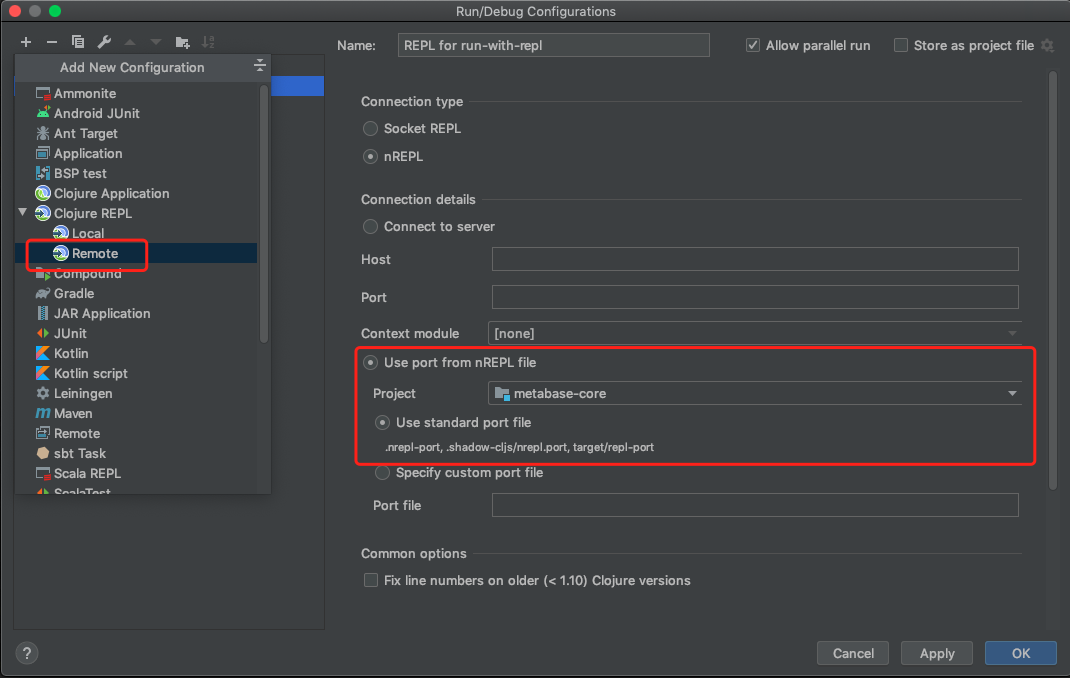 Run/Debug Configurations
Add New Configuration
Ammonite
Android JUnit
Ant Target
Application
BSP test
Clojure Application
Clojure REPL
Local
Remote
Compound
Gradle
JAR Application
JUnit
Kotlin
Kotlin script
Leiningen
Maven
Remote
sbt Task
Scala REPL
ScalaTest
Name: REPL for run-with-repl
Allow parallel run
Store as project file
Connection type
Socket REPL
nREPL
Connection details
Connect to server
Host
Port
Context module [none]
Use port from nREPL file
Project metabase-core
Use standard port file
.nrepl-port, .shadow-cljs/nrepl.port, target/repl-port
Specify custom port file
Port file
Common options
Fix line numbers on older (< 1.10) Clojure versions
?
Cancel
Apply
OK